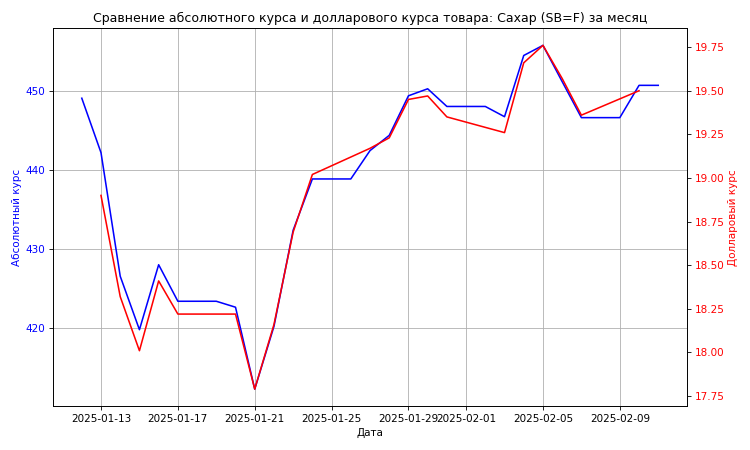 Сравнение абсолютного курса и долларового курса товара: Сахар (SB=F) за месяц
Абсолютный курс
450
440
430
420
19.75
19.50
19.25
19.00
18.75
18.50
18.25
18.00
17.75
Долларовый курс
2025-01-13 2025-01-17 2025-01-21 2025-01-25 2025-01-29 2025-02-01 2025-02-05 2025-02-09
Дата